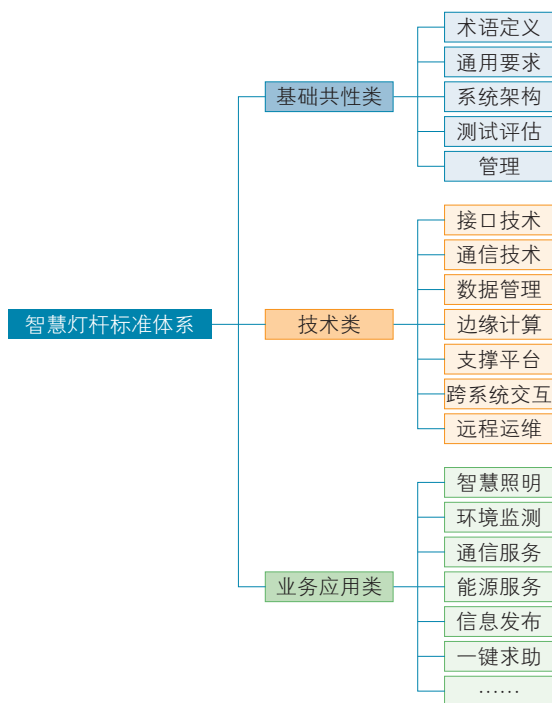 智慧灯杆标准体系
基础共性类
术语定义
通用要求
系统架构
测试评估
管理
技术类
接口技术
通信技术
数据管理
边缘计算
支撑平台
跨系统交互
远程运维
业务应用类
智慧照明
环境监测
通信服务
能源服务
信息发布
一键求助
……